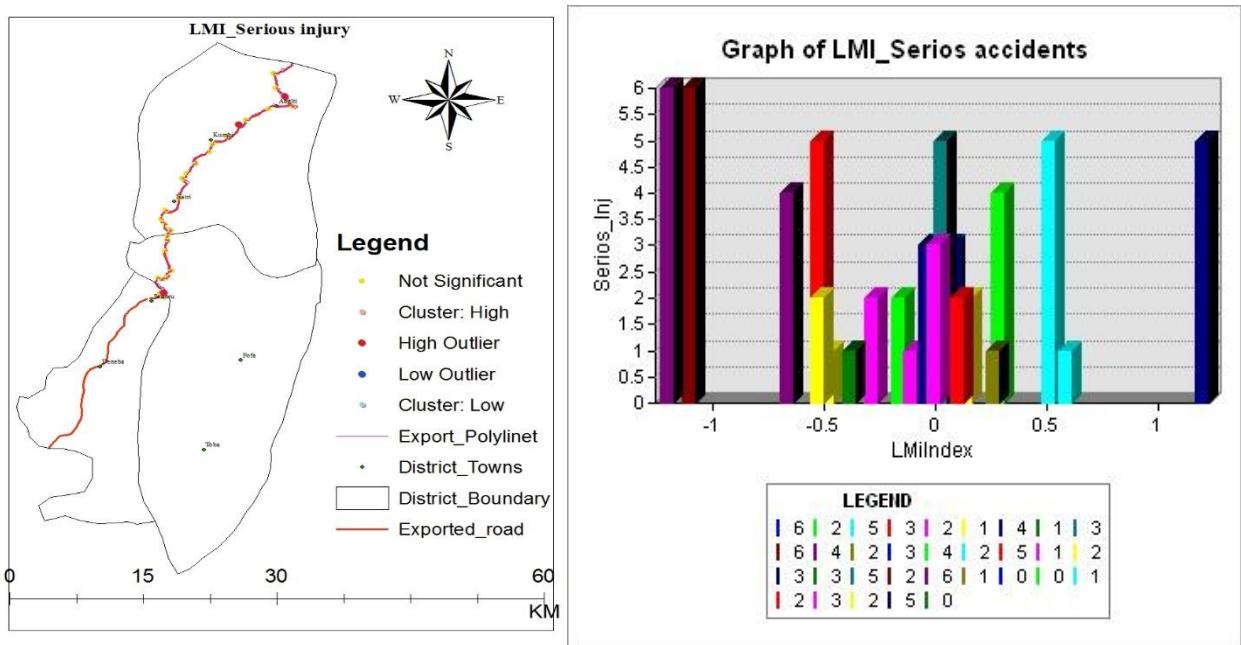 LMI_Serious injury
N
W
E
S
Legend
Not Significant
Cluster: High
High Outlier
Low Outlier
Cluster: Low
Export_Polylinet
District_Towns
District_Boundary
Exported_road
0
15
30
60
KM
Graph of LMI_Serios accidents
Serios_Inj
6
5.5
5
4.5
4
3.5
3
2.5
2
1.5
1
0.5
0
-1
-0.5
0
0.5
1
LMiIndex
LEGEND
6 2 5 3 2 1 4 1 3
6 4 2 3 4 2 5 1 2
3 3 5 2 6 1 0 0 1
2 3 2 5 0